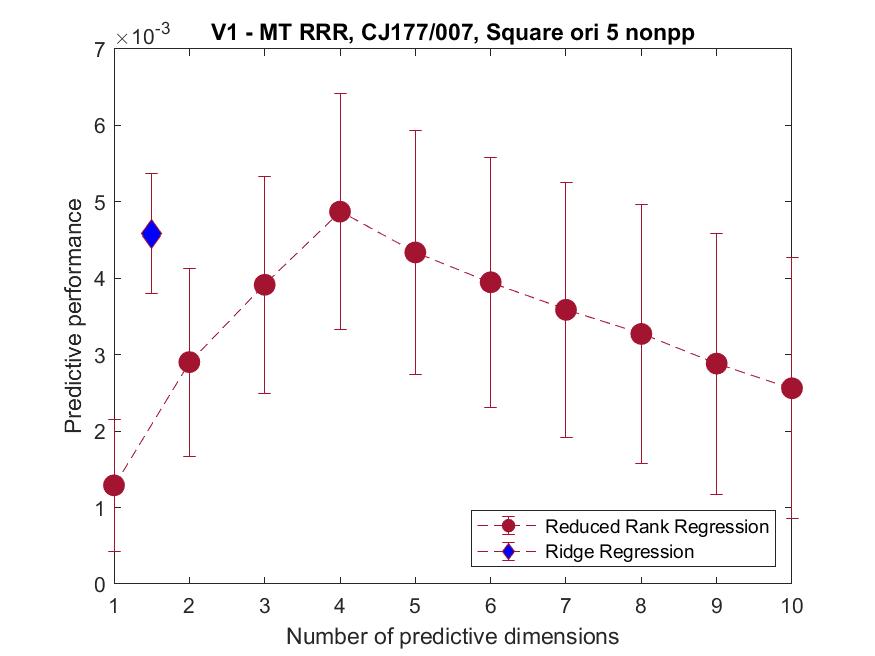 ×10-3
V1 - MT RRR, CJ177/007, Square ori 5 nonpp
7
6
5
4
3
2
1
0
Predictive performance
1 2 3 4 5 6 7 8 9 10
Number of predictive dimensions
Reduced Rank Regression
Ridge Regression